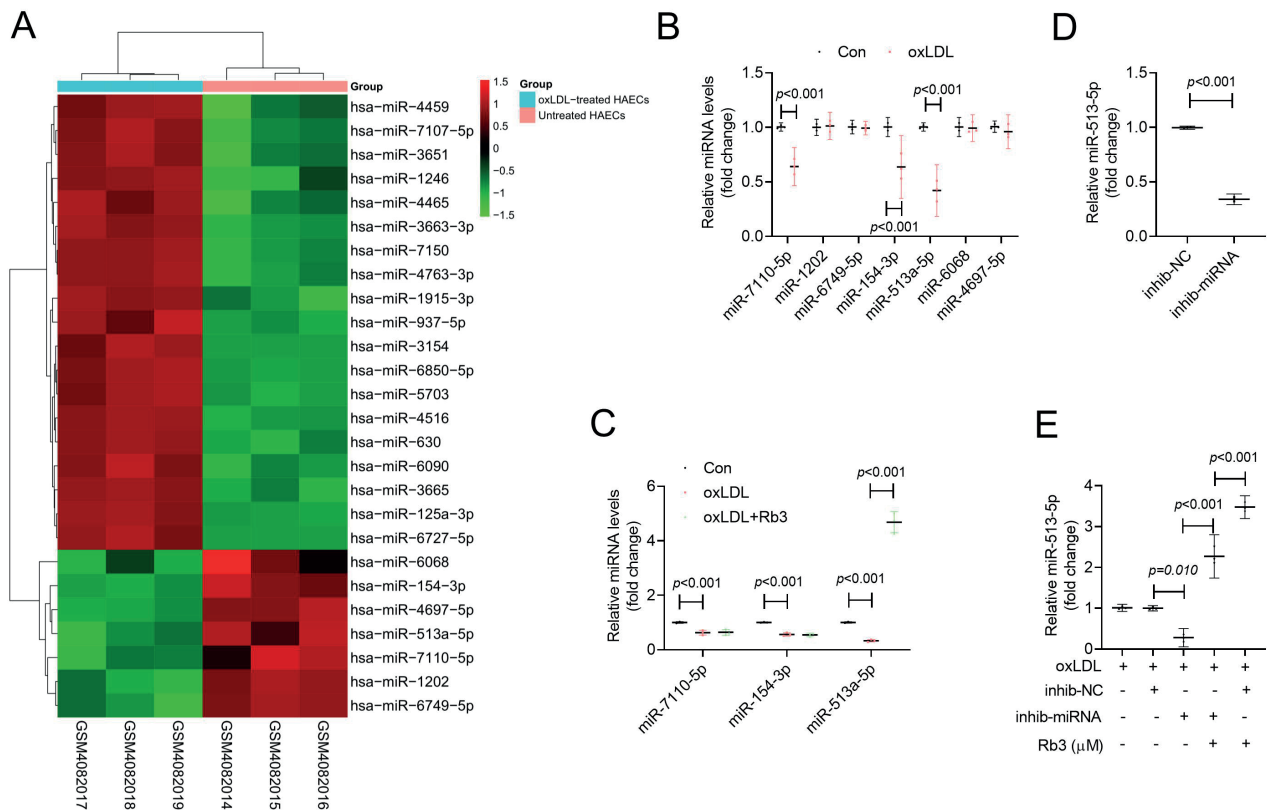 A
Group
hsa−miR−4459
hsa−miR−7107−5p
hsa−miR−3651
hsa−miR−1246
hsa−miR−4465
hsa−miR−3663−3p
hsa−miR−7150
hsa−miR−4763−3p
hsa−miR−1915−3p
hsa−miR−937−5p
hsa−miR−3154
hsa−miR−6850−5p
hsa−miR−5703
hsa−miR−4516
hsa−miR−630
hsa−miR−6090
hsa−miR−3665
hsa−miR−125a−3p
hsa−miR−6727−5p
hsa−miR−6068
hsa−miR−154−3p
hsa−miR−4697−5p
hsa−miR−513a−5p
hsa−miR−7110−5p
hsa−miR−1202
hsa−miR−6749−5p
GSM4082017
GSM4082018
GSM4082019
GSM4082014
GSM4082015
GSM4082016
1.5
1
0.5
0
−0.5
−1
−1.5
Group
oxLDL−treated HAECs
Untreated HAECs
B
Con
oxLDL
Relative miRNA levels
(fold change)
1.5
1.0
0.5
0.0
p<0.001
p<0.001
p<0.001
miR-7110-5p
miR-1202
miR-6749-5p
miR-154-3p
miR-513a-5p
miR-6068
miR-4697-5p
D
Relative miR-513-5p
(fold change)
1.5
1.0
0.5
0.0
p<0.001
inhib-NC
inhib-miRNA
C
Con
oxLDL
oxLDL+Rb3
Relative miRNA levels
(fold change)
6
4
2
0
p<0.001
p<0.001
p<0.001
p<0.001
miR-7110-5p
miR-154-3p
miR-513a-5p
E
Relative miR-513-5p
(fold change)
4
3
2
1
0
p=0.010
p<0.001
p<0.001
oxLDL + + + + +
inhib-NC - + - - +
inhib-miRNA - - + + -
Rb3 (μM) - - - + +